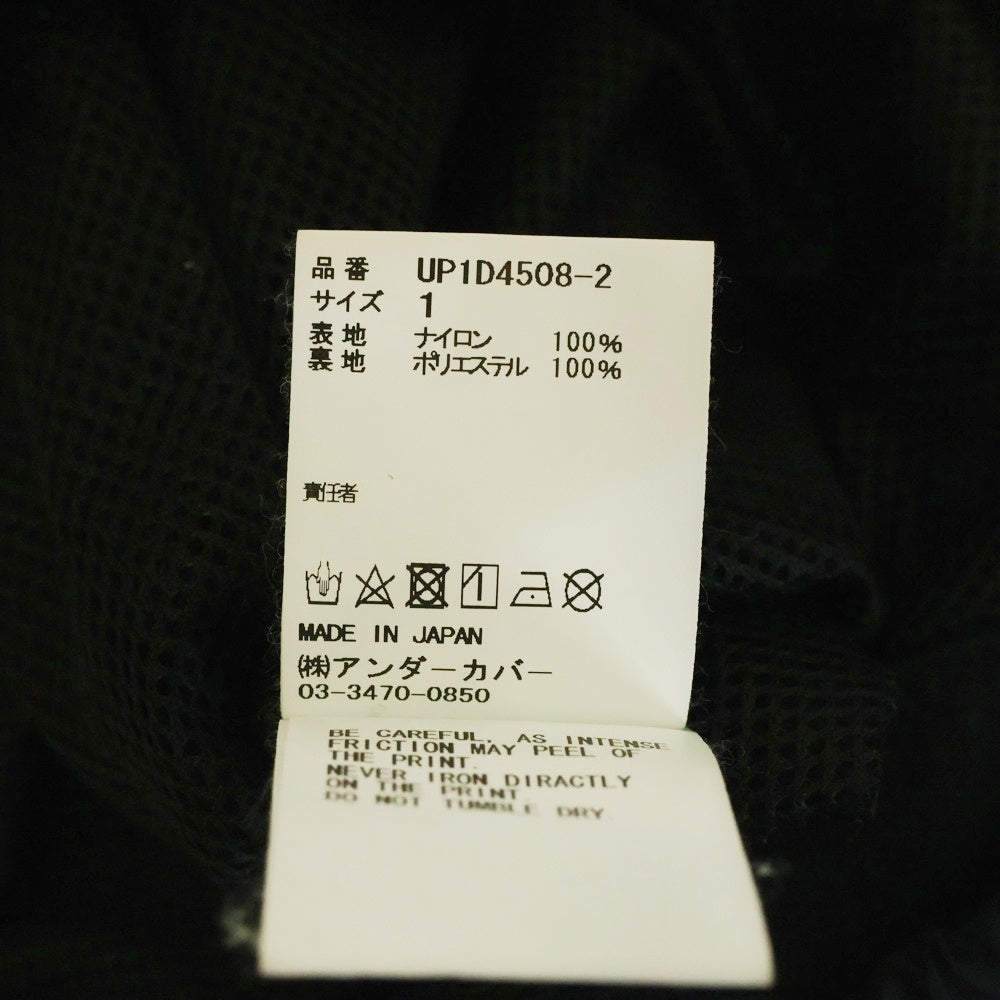 品番 UP1D4508-2
サイズ 1
表地 ナイロン 100%
裏地 ポリエステル 100%
責任者
MADE IN JAPAN
㈱アンダーカバー
03-3470-0850
BE CAREFUL. AS INTENSE
FRICTION MAY PEEL OF
THE PRINT.
NEVER IRON DIRACTLY
ON THE PRINT
DO NOT TUMBLE DRY.